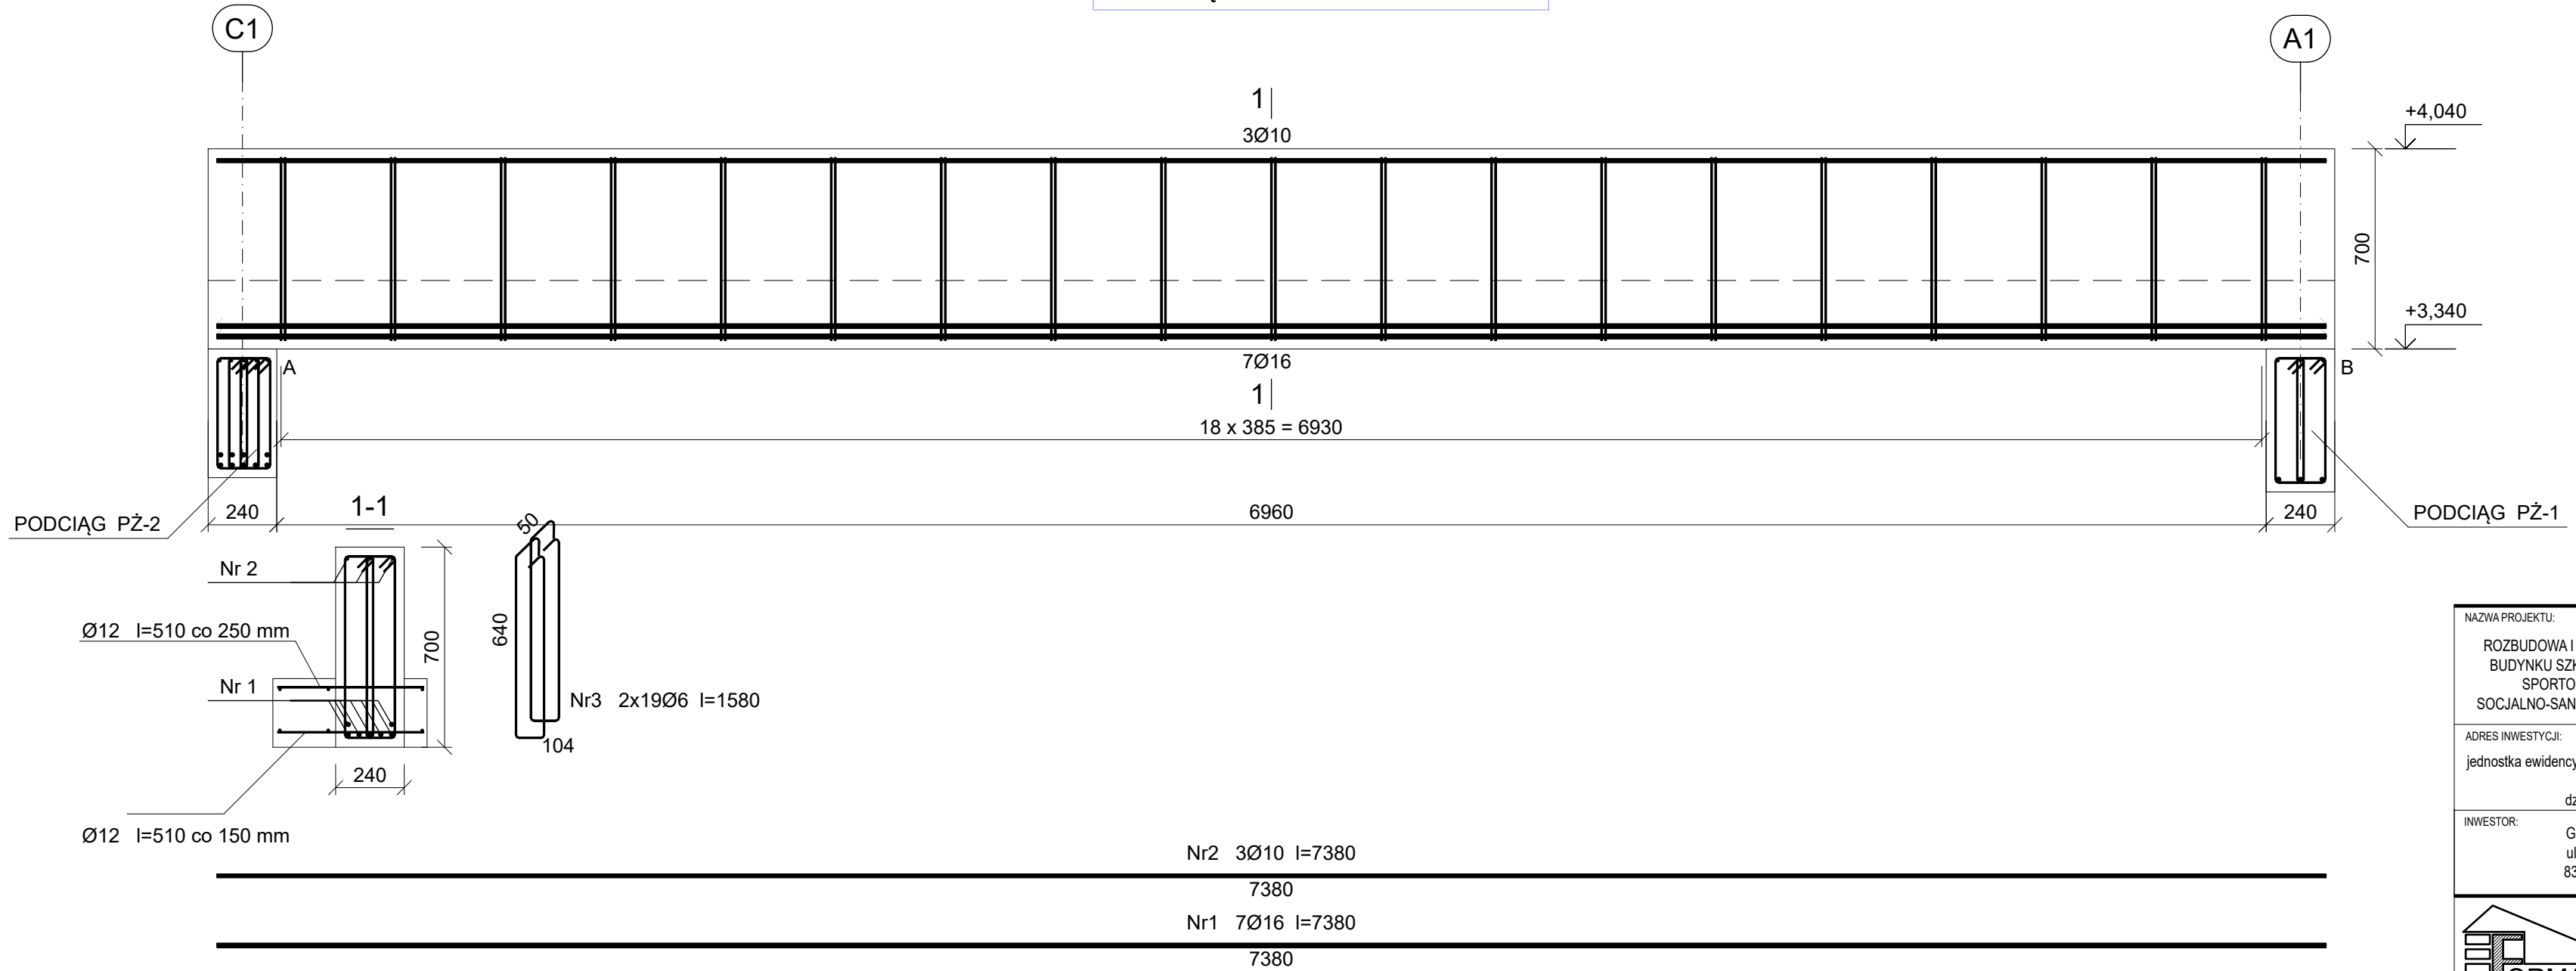 C1
A1
1
3Ø10
+4,040
700
+3,340
7Ø16
A
B
1
18 x 385 = 6930
240
6960
240
PODCIĄG PŻ-2
PODCIĄG PŻ-1
1-1
50
Nr 2
Ø12 l=510 co 250 mm
700
640
Nr 1
Nr3 2x19Ø6 l=1580
104
240
Ø12 l=510 co 150 mm
Nr2 3Ø10 l=7380
7380
Nr1 7Ø16 l=7380
7380
NAZWA PROJEKTU:
ROZBUDOWA I
BUDYNKU
SPORTO
SOCJALNO-SAN
ADRES INWESTYCJI:
jednostka
INWESTOR:
ul
83